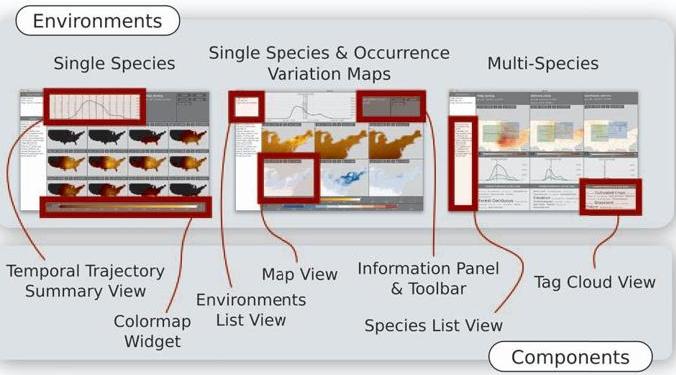 Environments
Single Species
Single Species & Occurrence
Variation Maps
Multi-Species
Temporal Trajectory
Summary View
Colormap
Widget
Environments
List View
Map View
Information Panel
& Toolbar
Species List View
Tag Cloud View
Components